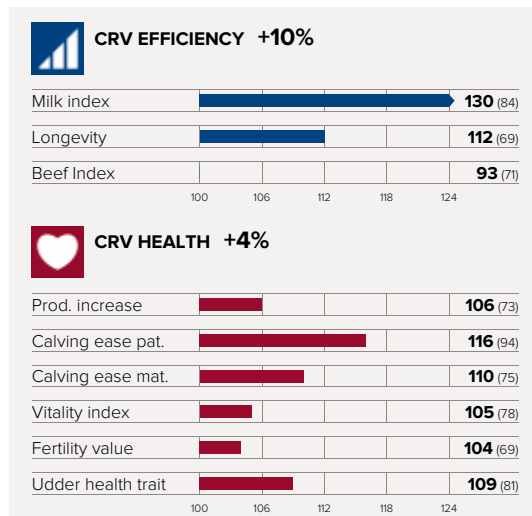 CRV EFFICIENCY +10%
Milk index 130 (84)
Longevity 112 (69)
Beef Index 93 (71)
100 106 112 118 124
CRV HEALTH +4%
Prod. increase 106 (73)
Calving ease pat. 116 (94)
Calving ease mat. 110 (75)
Vitality index 105 (78)
Fertility value 104 (69)
Udder health trait 109 (81)
100 106 112 118 124